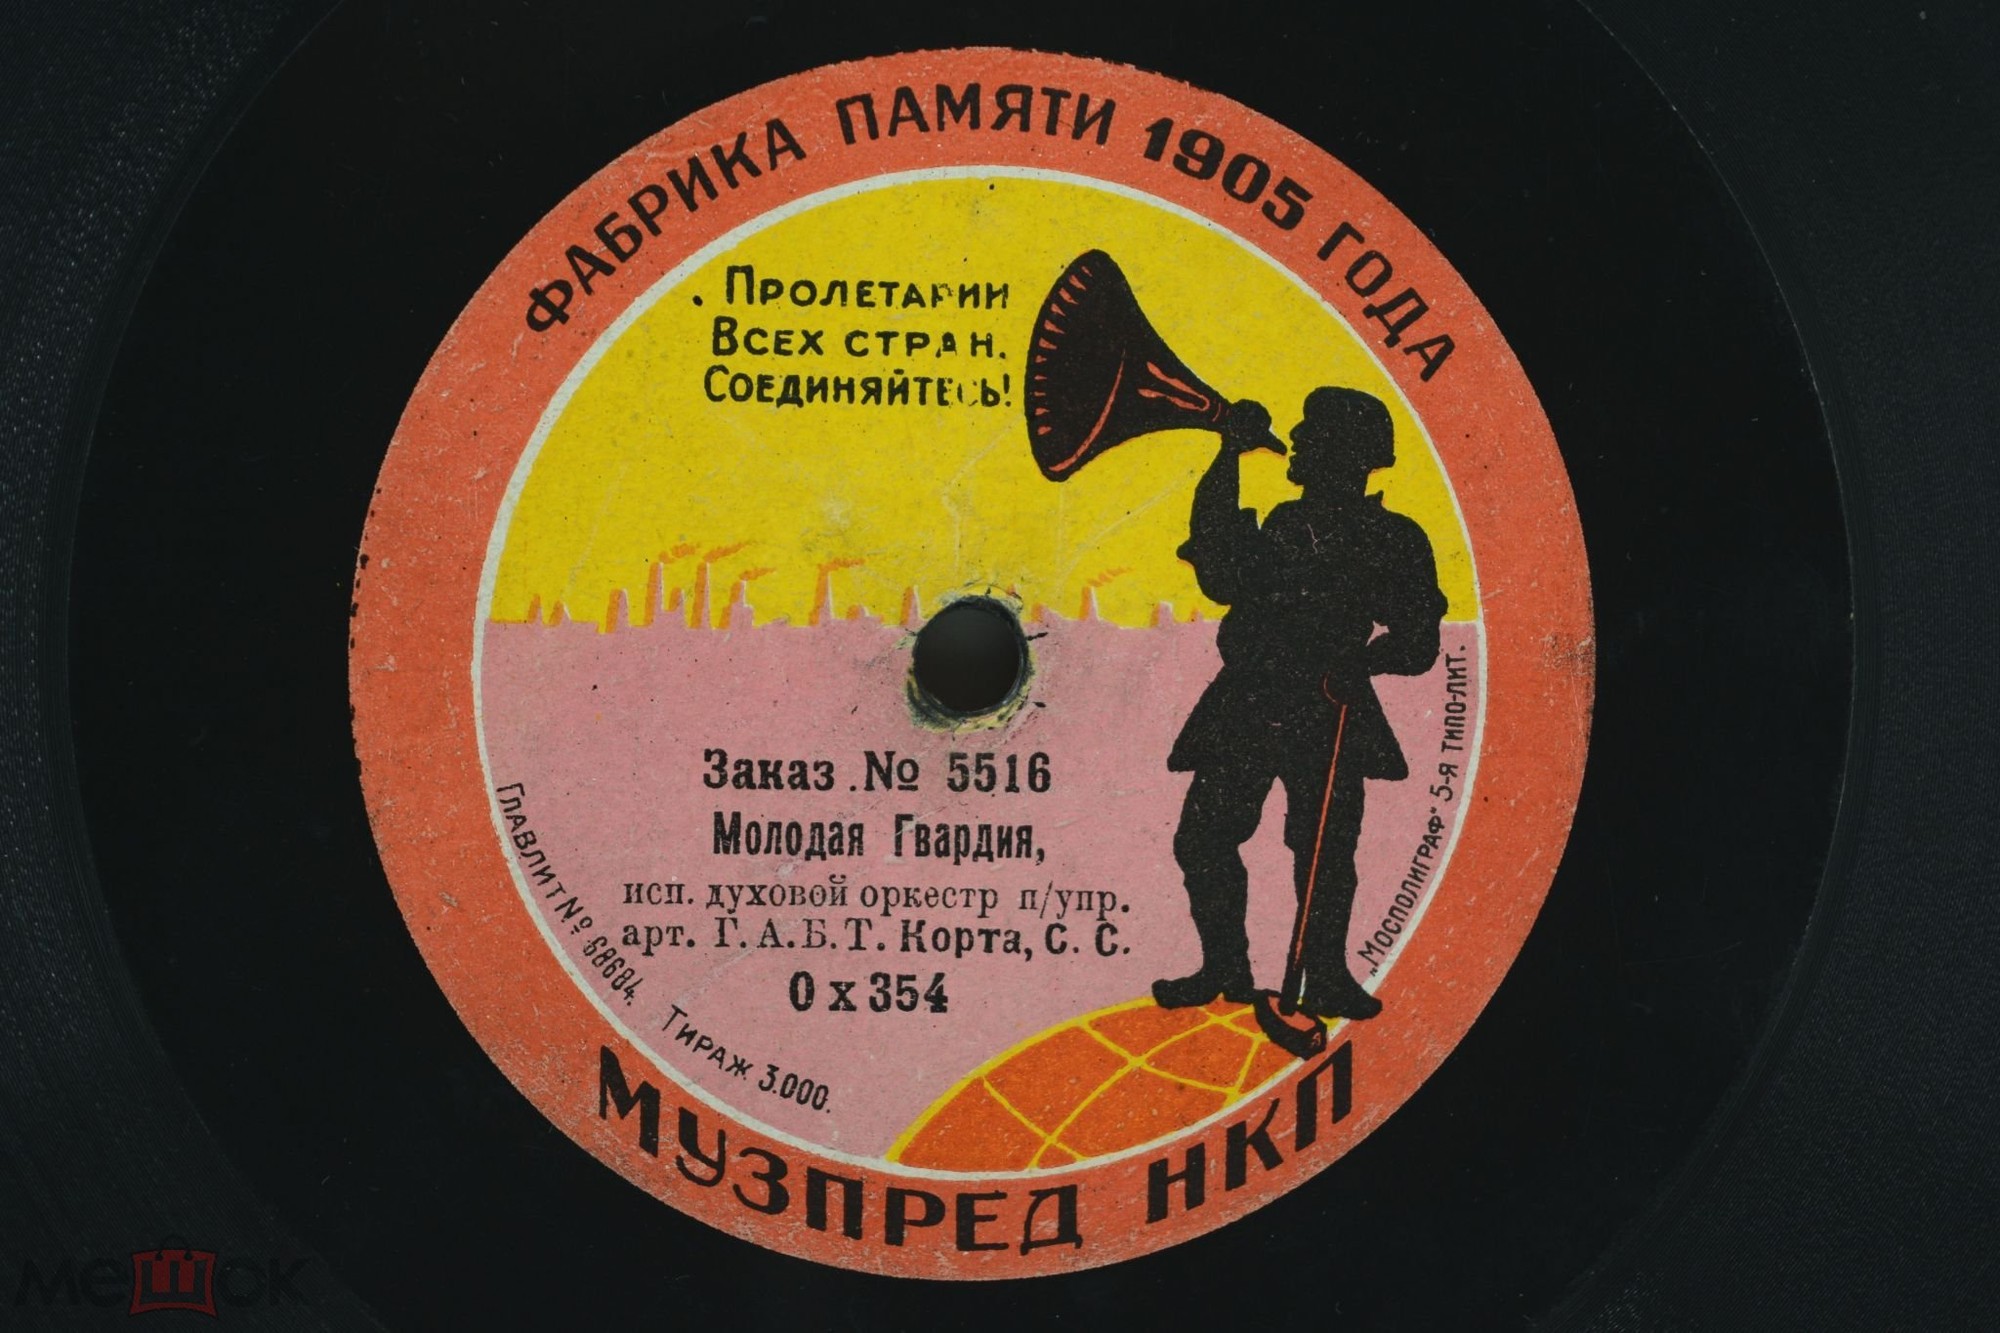 ФАБРИКА ПАМЯТИ 1905 ГОДА
ПРОЛЕТАРИИ
ВСЕХ СТРАН.
СОЕДИНЯЙТЕСЬ!
Заказ № 5516
Молодая Гвардия,
исп. духовой оркестр п/упр.
арт. Г. А. Б. Т. Корта, С. С.
0 x 354
ГЛАВЛИТ № 68684. ТИРАЖ 3.000.
„МОСПОЛИГРАФ" 5-я ТИПО-ЛИТ.
МУЗПРЕД НКП
мешок